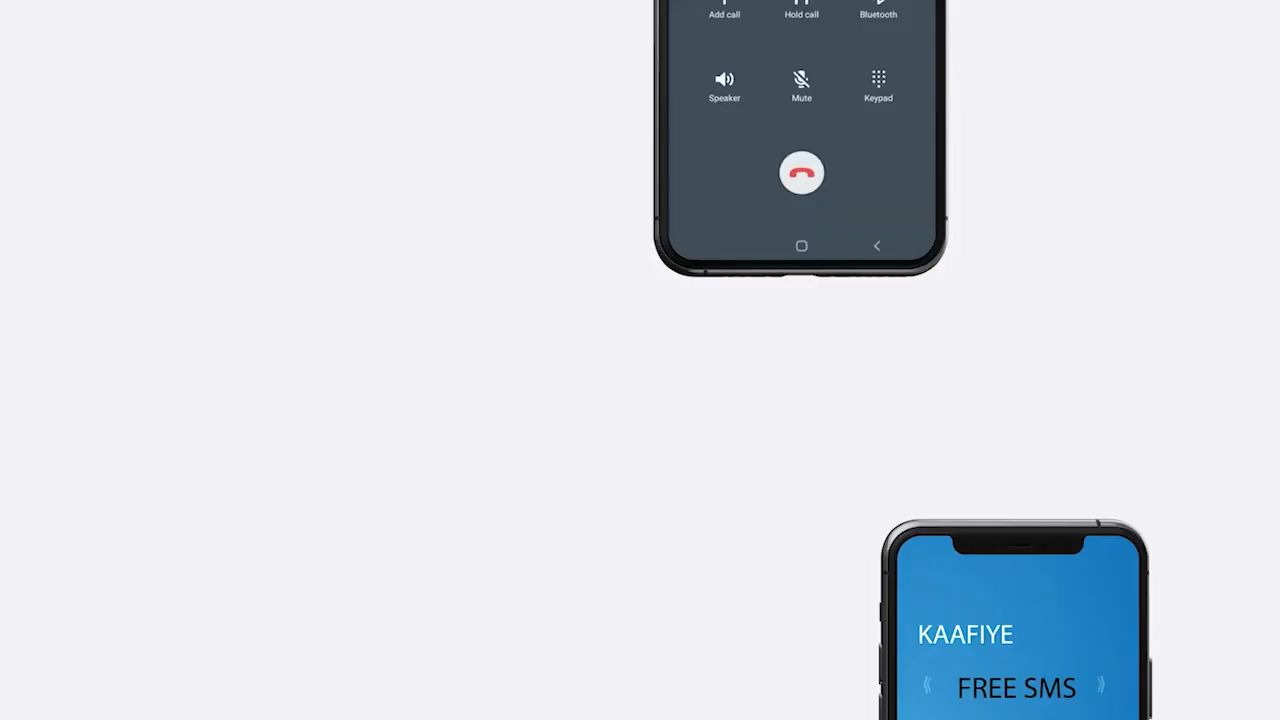 Add call Hold call Bluetooth
Speaker Mute Keypad
KAAFIYE
FREE SMS